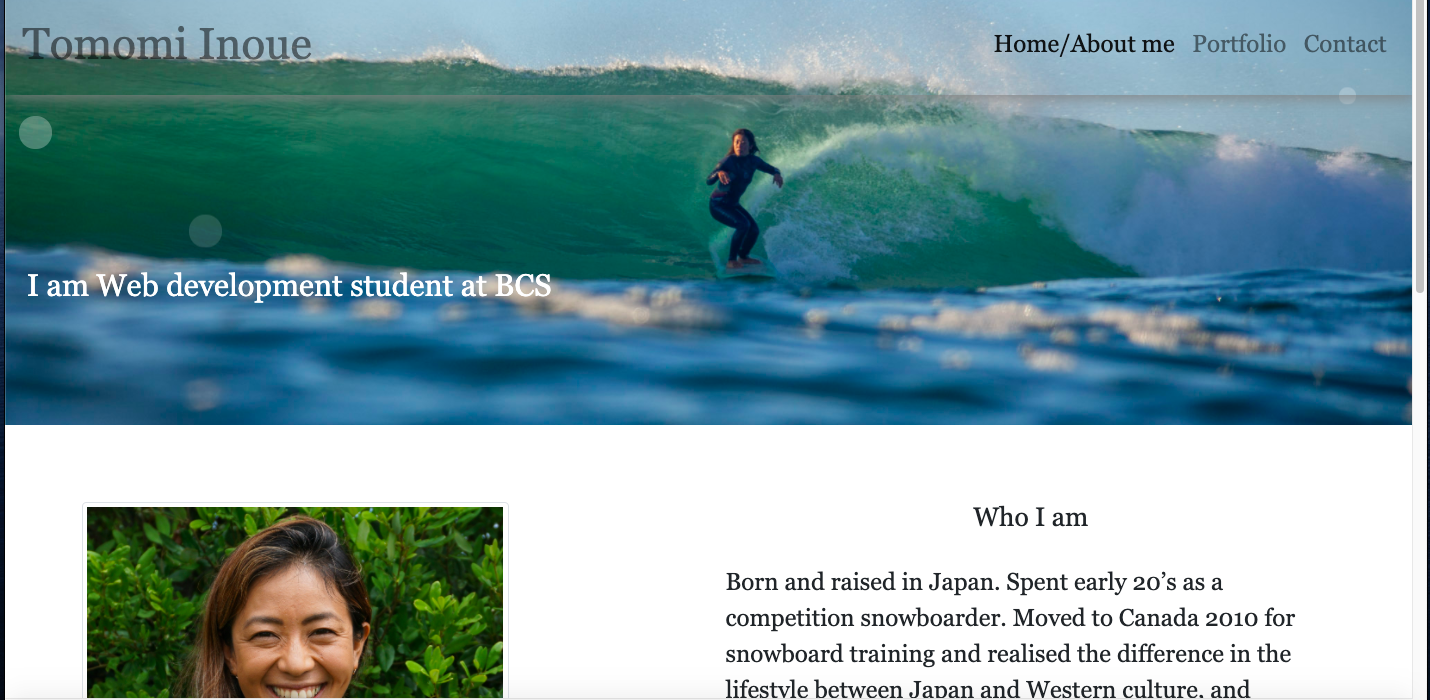 Tomomi Inoue
Home/About me Portfolio Contact
I am Web development student at BCS
Who I am
Born and raised in Japan. Spent early 20’s as a
competition snowboarder. Moved to Canada 2010 for
snowboard training and realised the difference in the
lifestyle between Japan and Western culture, and